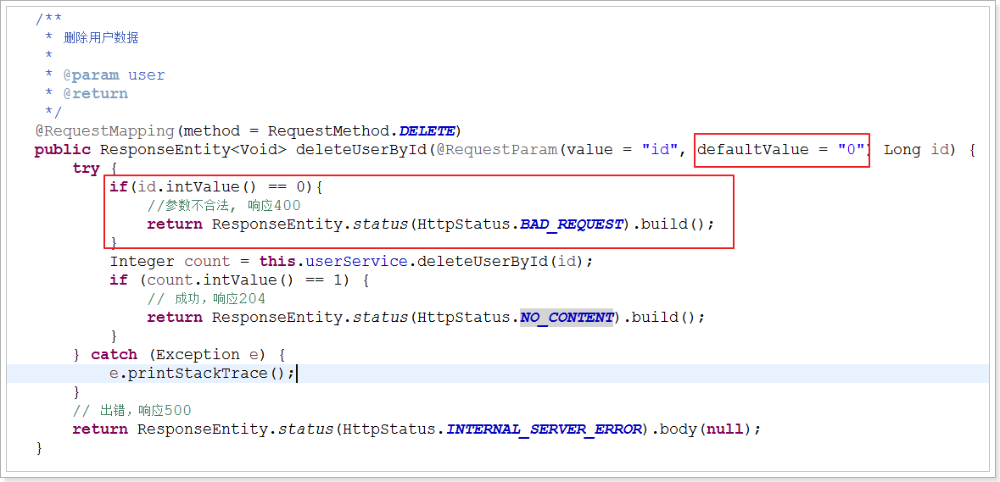 /**
 * 删除用户数据
 *
 * @param user
 * @return
 */
@RequestMapping(method = RequestMethod.DELETE)
public ResponseEntity<Void> deleteUserById(@RequestParam(value = "id", defaultValue = "0") Long id) {
    try {
        if(id.intValue() == 0){
            //参数不合法, 响应400
            return ResponseEntity.status(HttpStatus.BAD_REQUEST).build();
        }
        Integer count = this.userService.deleteUserById(id);
        if (count.intValue() == 1) {
            // 成功，响应204
            return ResponseEntity.status(HttpStatus.NO_CONTENT).build();
        }
    } catch (Exception e) {
        e.printStackTrace();
    }
    // 出错，响应500
    return ResponseEntity.status(HttpStatus.INTERNAL_SERVER_ERROR).body(null);
}